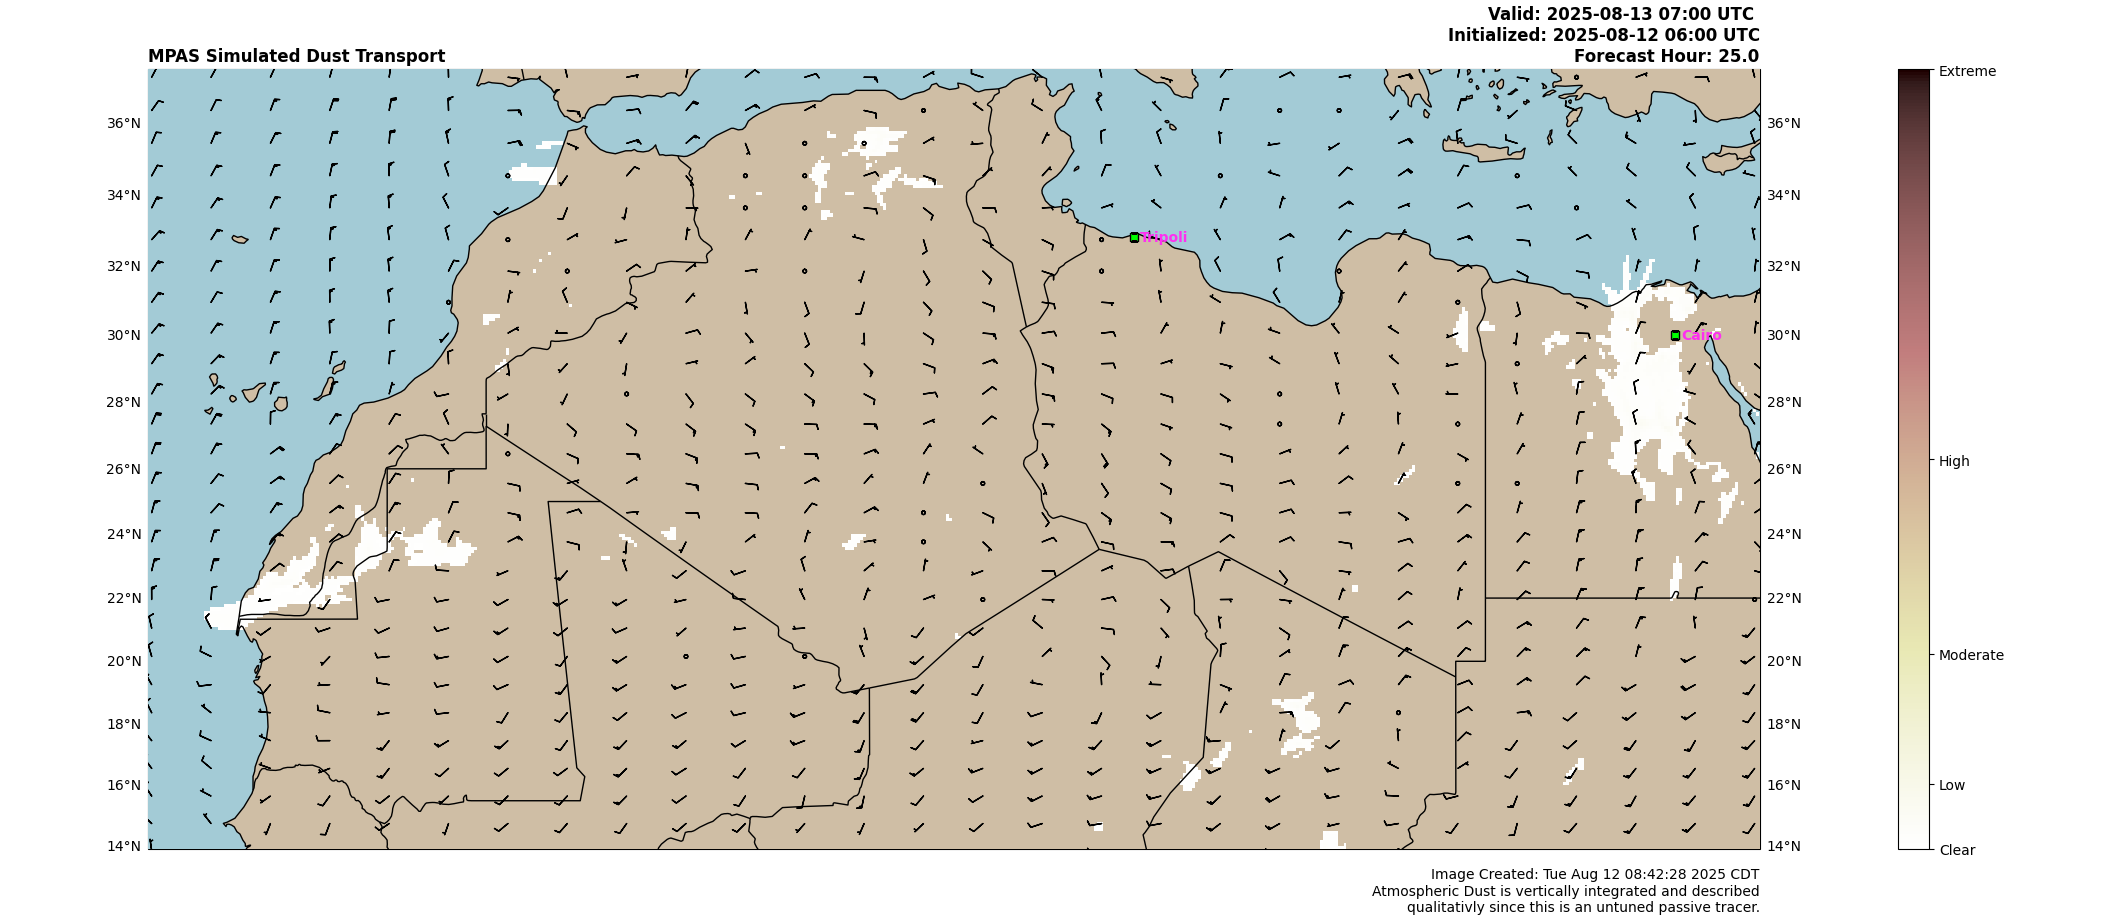 Valid: 2025-08-13 07:00 UTC
Initialized: 2025-08-12 06:00 UTC
MPAS Simulated Dust Transport
Forecast Hour: 25.0
Extreme
36°N
36°N
34°N
34°N
Tripoli
32°N
32°N
30°N
Cairo
30°N
28°N
28°N
26°N
26°N
High
24°N
24°N
22°N
22°N
20°N
20°N
Moderate
18°N
18°N
16°N
16°N
Low
14°N
14°N
Clear
Image Created: Tue Aug 12 08:42:28 2025 CDT
Atmospheric Dust is vertically integrated and described
qualitativly since this is an untuned passive tracer.